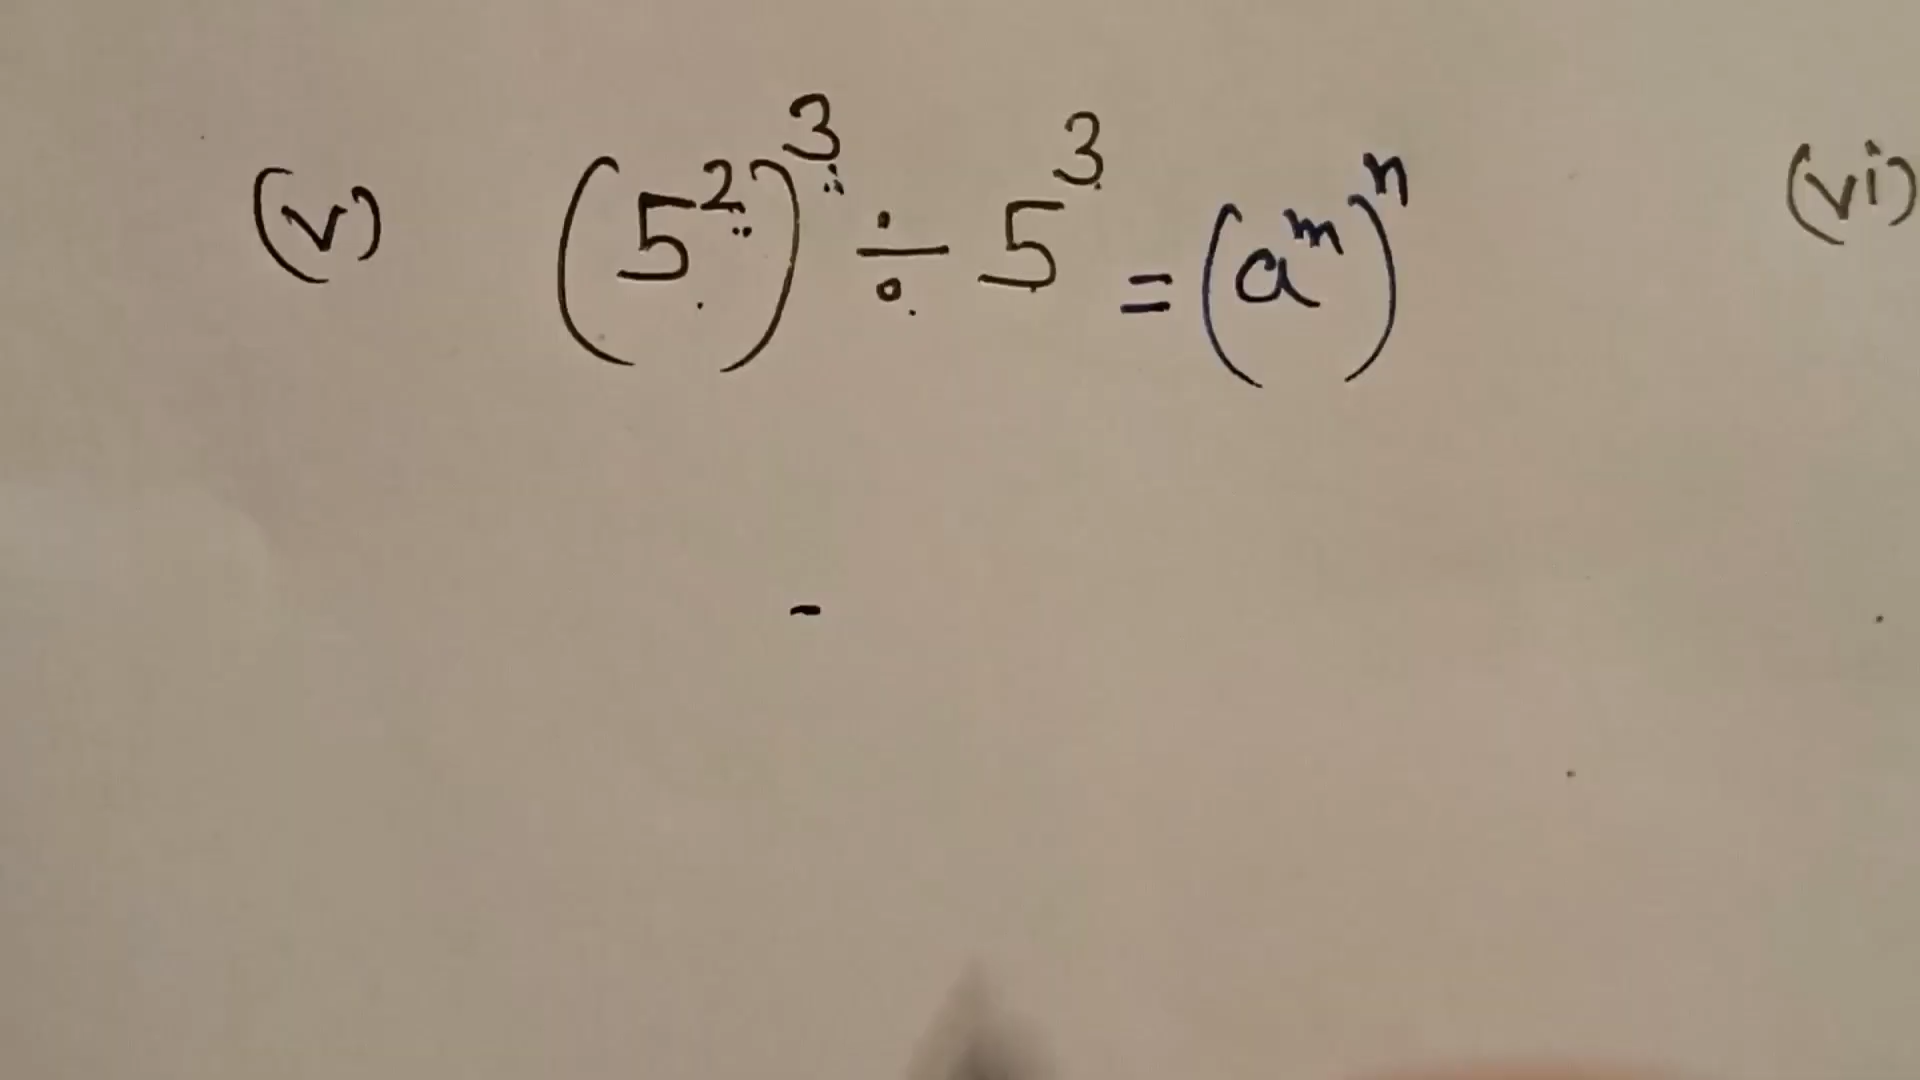 (v) (5²)³ ÷ 5³ = (aᵐ)ⁿ (vi)